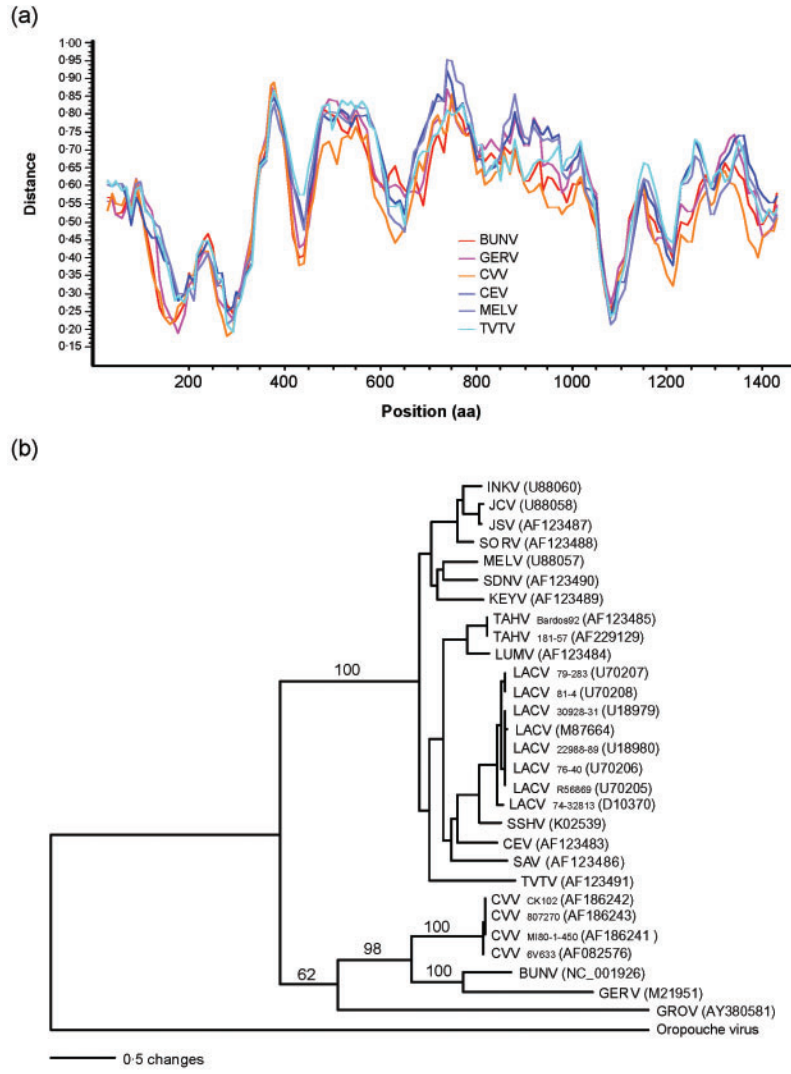 (a)
1·00
0·95
0·90
0·85
0·80
0·75
0·70
0·65
0·60
0·55
0·50
0·45
0·40
0·35
0·30
0·25
0·20
0·15
Distance
BUNV
GERV
CVV
CEV
MELV
TVTV
200 400 600 800 1000 1200 1400
Position (aa)
(b)
INKV (U88060)
JCV (U88058)
JSV (AF123487)
SORV (AF123488)
MELV (U88057)
SDNV (AF123490)
KEYV (AF123489)
TAHV Bardos92 (AF123485)
TAHV 181-57 (AF229129)
LUMV (AF123484)
LACV 79-283 (U70207)
100
LACV 81-4 (U70208)
LACV 30928-31 (U18979)
LACV (M87664)
LACV 22988-89 (U18980)
LACV 76-40 (U70206)
LACV R56869 (U70205)
LACV 74-32813 (D10370)
SSHV (K02539)
CEV (AF123483)
SAV (AF123486)
TVTV (AF123491)
CVV CK102 (AF186242)
CVV 807270 (AF186243)
100
CVV MI80-1-450 (AF186241 )
98
CVV 6V633 (AF082576)
62
100
BUNV (NC_001926)
GERV (M21951)
GROV (AY380581)
Oropouche virus
0·5 changes